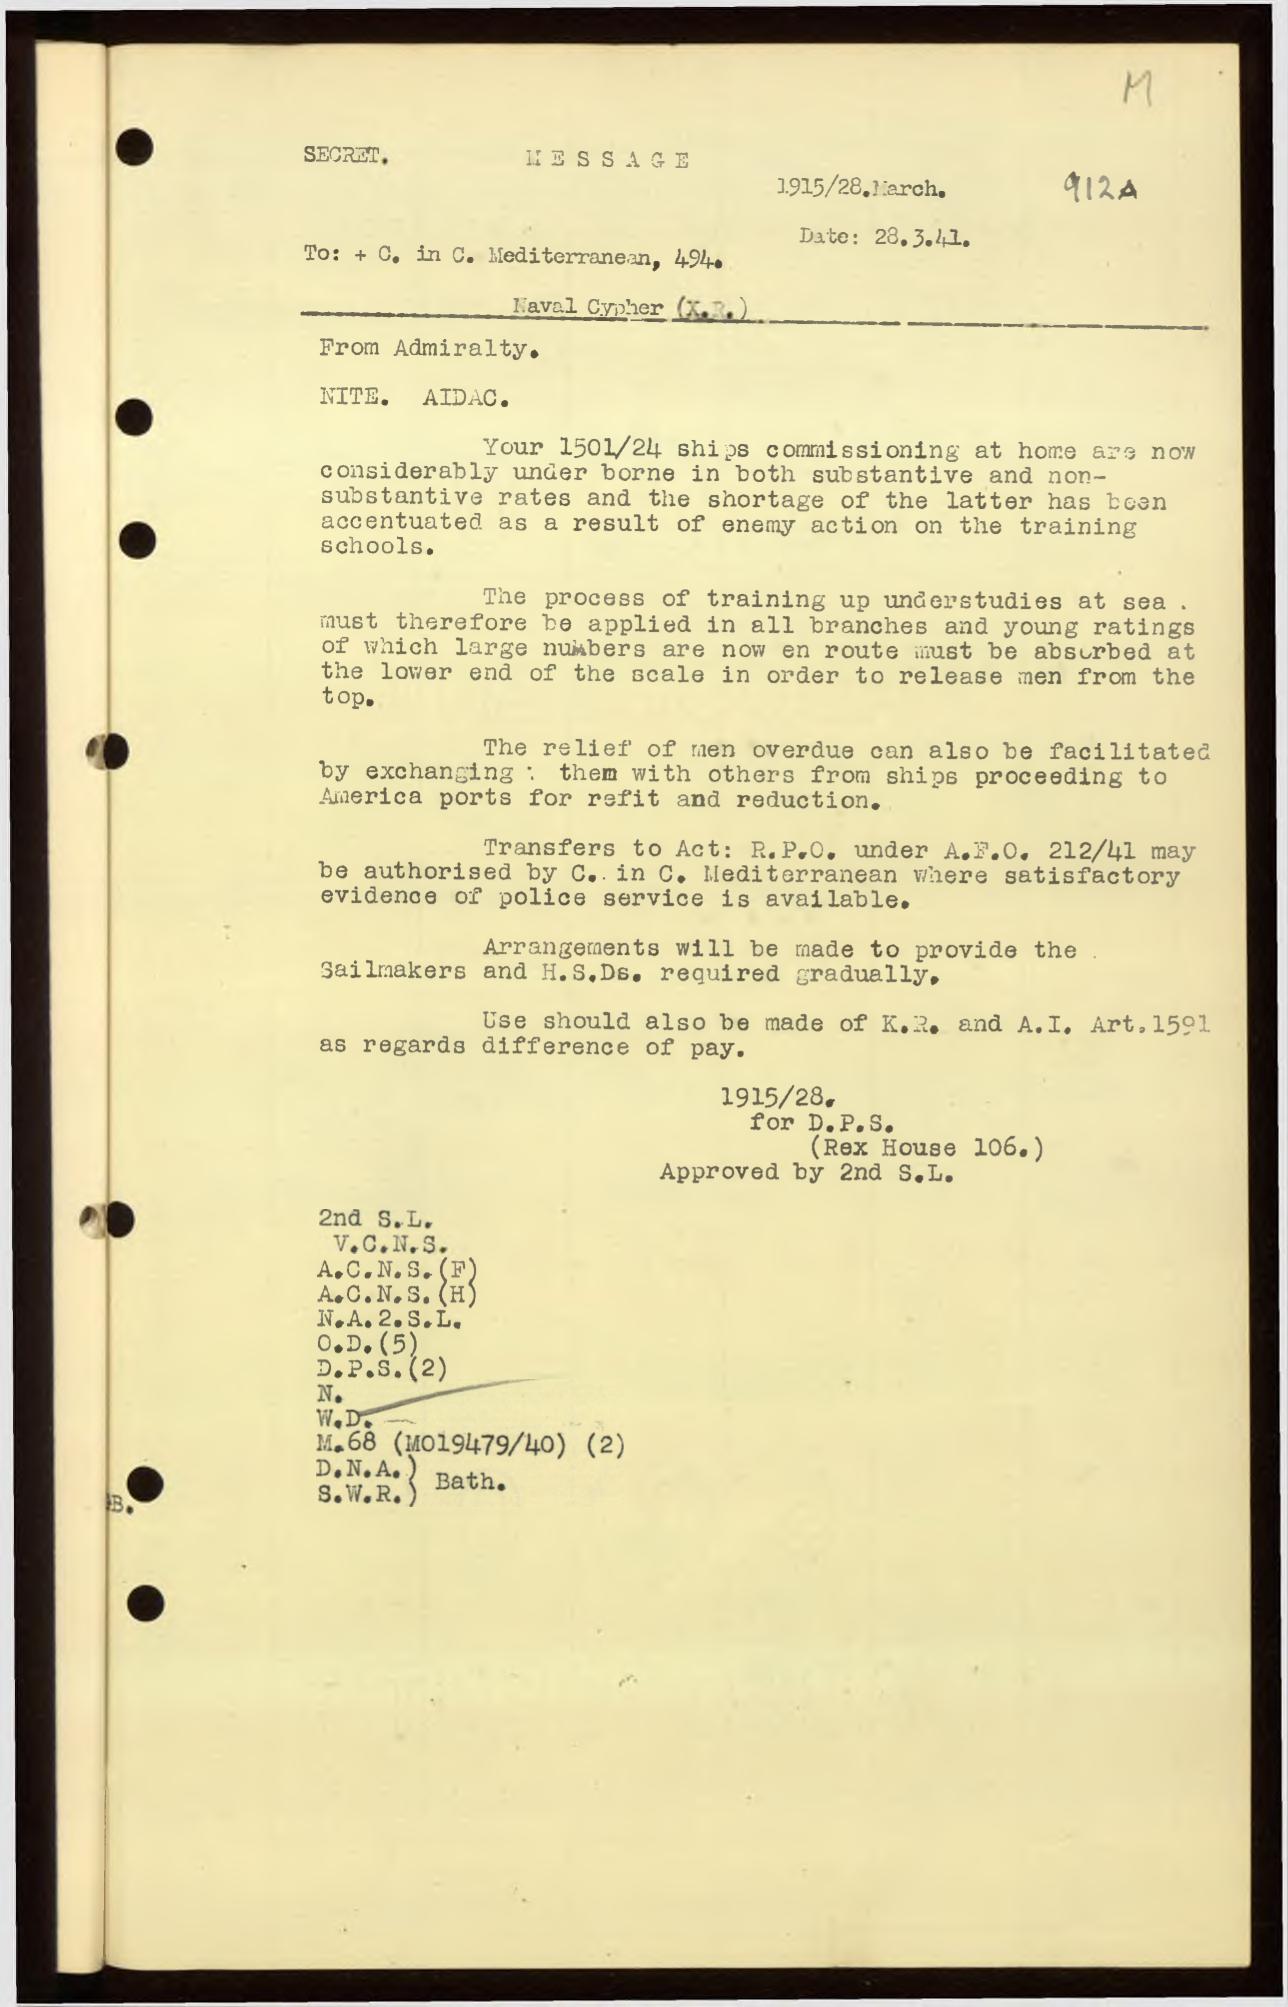 M
SECRET. MESSAGE
1915/28.March. 912A
Date: 28.3.41.
To: + C. in C. Mediterranean, 494.
Naval Cypher (X.R.)
From Admiralty.
NITE. AIDAC.
Your 1501/24 ships commissioning at home are now
considerably under borne in both substantive and non-
substantive rates and the shortage of the latter has been
accentuated as a result of enemy action on the training
schools.
The process of training up understudies at sea .
must therefore be applied in all branches and young ratings
of which large numbers are now en route must be absorbed at
the lower end of the scale in order to release men from the
top.
The relief of men overdue can also be facilitated
by exchanging : them with others from ships proceeding to
America ports for refit and reduction.
Transfers to Act: R.P.O. under A.F.O. 212/41 may
be authorised by C. in C. Mediterranean where satisfactory
evidence of police service is available.
Arrangements will be made to provide the
Sailmakers and H.S.Ds. required gradually.
Use should also be made of K.R. and A.I. Art.1591
as regards difference of pay.
1915/28.
for D.P.S.
(Rex House 106.)
Approved by 2nd S.L.
2nd S.L.
V.C.N.S.
A.C.N.S.(F)
A.C.N.S.(H)
N.A.2.S.L.
O.D.(5)
D.P.S.(2)
N.
W.D.
M.68 (M019479/40) (2)
D.N.A.)
S.W.R.) Bath.
B.